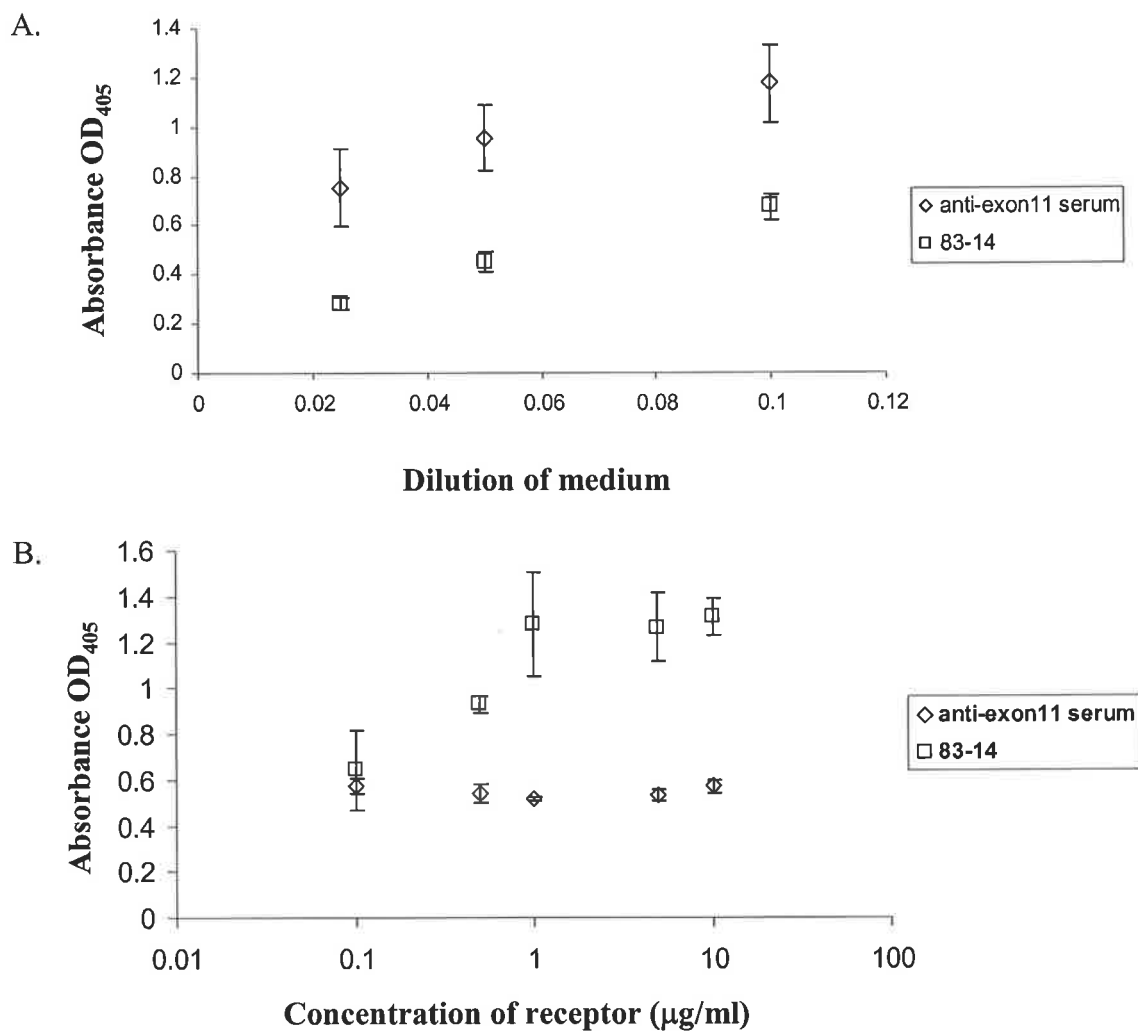 A.
Absorbance OD405
1.4
1.2
1
0.8
0.6
0.4
0.2
0
0 0.02 0.04 0.06 0.08 0.1 0.12
Dilution of medium
anti-exon11 serum
83-14
B.
Absorbance OD405
1.6
1.4
1.2
1
0.8
0.6
0.4
0.2
0
0.01 0.1 1 10 100
Concentration of receptor (μg/ml)
anti-exon11 serum
83-14